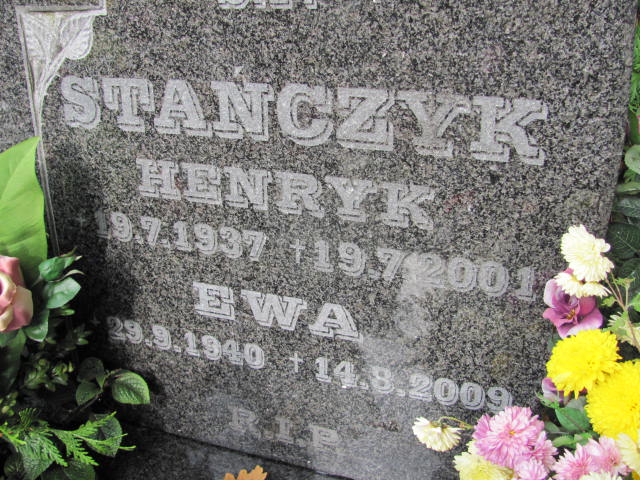 STAŃCZYK
HENRYK
* 19.7.1937 † 19.7.2001
EWA
29.9.1940 † 14.8.2009
R.I.P.